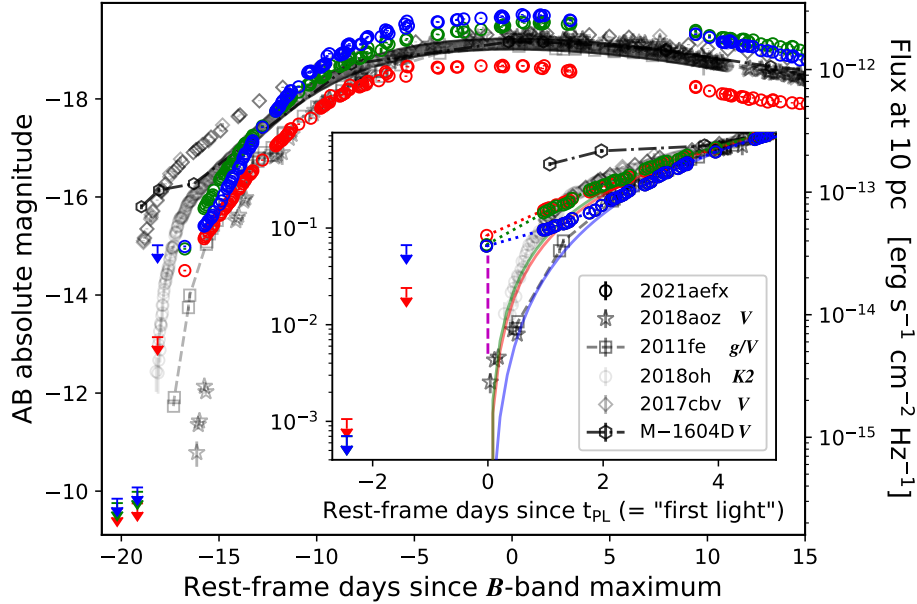 AB absolute magnitude
−18
−16
−14
−12
−10
−20
−15
−10
−5
0
5
10
15
Rest-frame days since B-band maximum
10⁻¹²
10⁻¹³
10⁻¹⁴
10⁻¹⁵
Flux at 10 pc [erg s⁻¹ cm⁻² Hz⁻¹]
10⁻¹
10⁻²
10⁻³
−2
0
2
4
Rest-frame days since t_PL (= "first light")
2021aefx
2018aoz V
2011fe g/V
2018oh K2
2017cbv V
M−1604D V